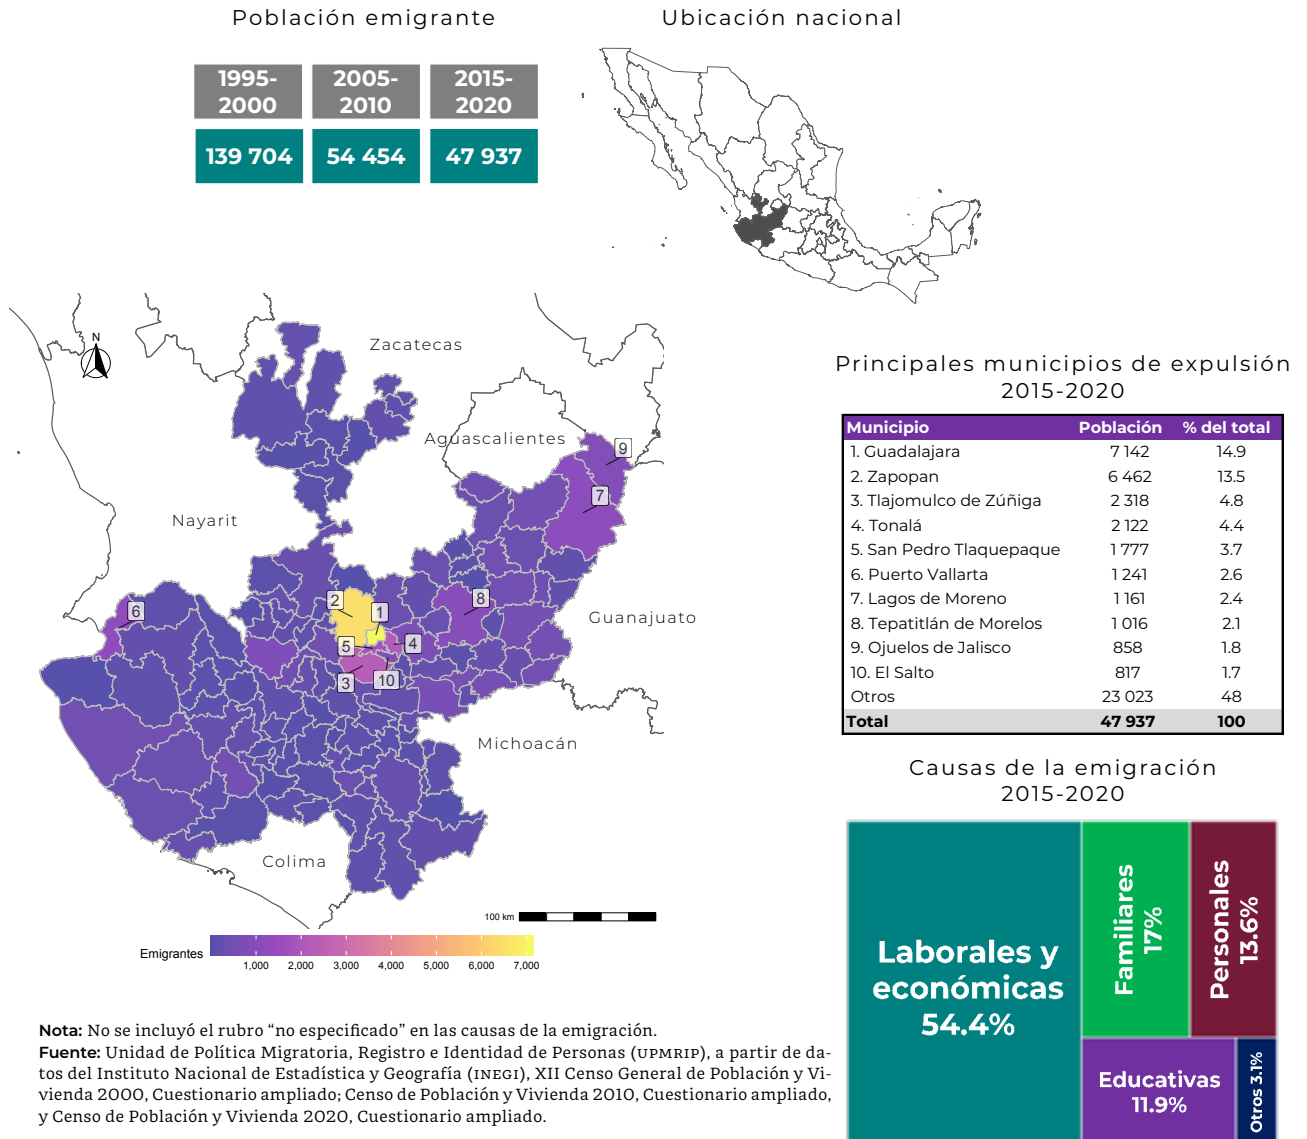 Población emigrante
1995-
2000
2005-
2010
2015-
2020
139 704
54 454
47 937
Ubicación nacional
N
Zacatecas
Aguascalientes
Nayarit
Guanajuato
Michoacán
Colima
9
7
8
6
2
1
5
4
3
10
100 km
Emigrantes
1,000
2,000
3,000
4,000
5,000
6,000
7,000
Principales municipios de expulsión
2015-2020
Municipio Población % del total
1. Guadalajara 7 142 14.9
2. Zapopan 6 462 13.5
3. Tlajomulco de Zúñiga 2 318 4.8
4. Tonalá 2 122 4.4
5. San Pedro Tlaquepaque 1 777 3.7
6. Puerto Vallarta 1 241 2.6
7. Lagos de Moreno 1 161 2.4
8. Tepatitlán de Morelos 1 016 2.1
9. Ojuelos de Jalisco 858 1.8
10. El Salto 817 1.7
Otros 23 023 48
Total 47 937 100
Causas de la emigración
2015-2020
Laborales y
económicas
54.4%
Familiares
17%
Personales
13.6%
Educativas
11.9%
Otros 3.1%
Nota: No se incluyó el rubro “no especificado” en las causas de la emigración.
Fuente: Unidad de Política Migratoria, Registro e Identidad de Personas (UPMRIP), a partir de da-
tos del Instituto Nacional de Estadística y Geografía (INEGI), XII Censo General de Población y Vi-
vienda 2000, Cuestionario ampliado; Censo de Población y Vivienda 2010, Cuestionario ampliado,
y Censo de Población y Vivienda 2020, Cuestionario ampliado.